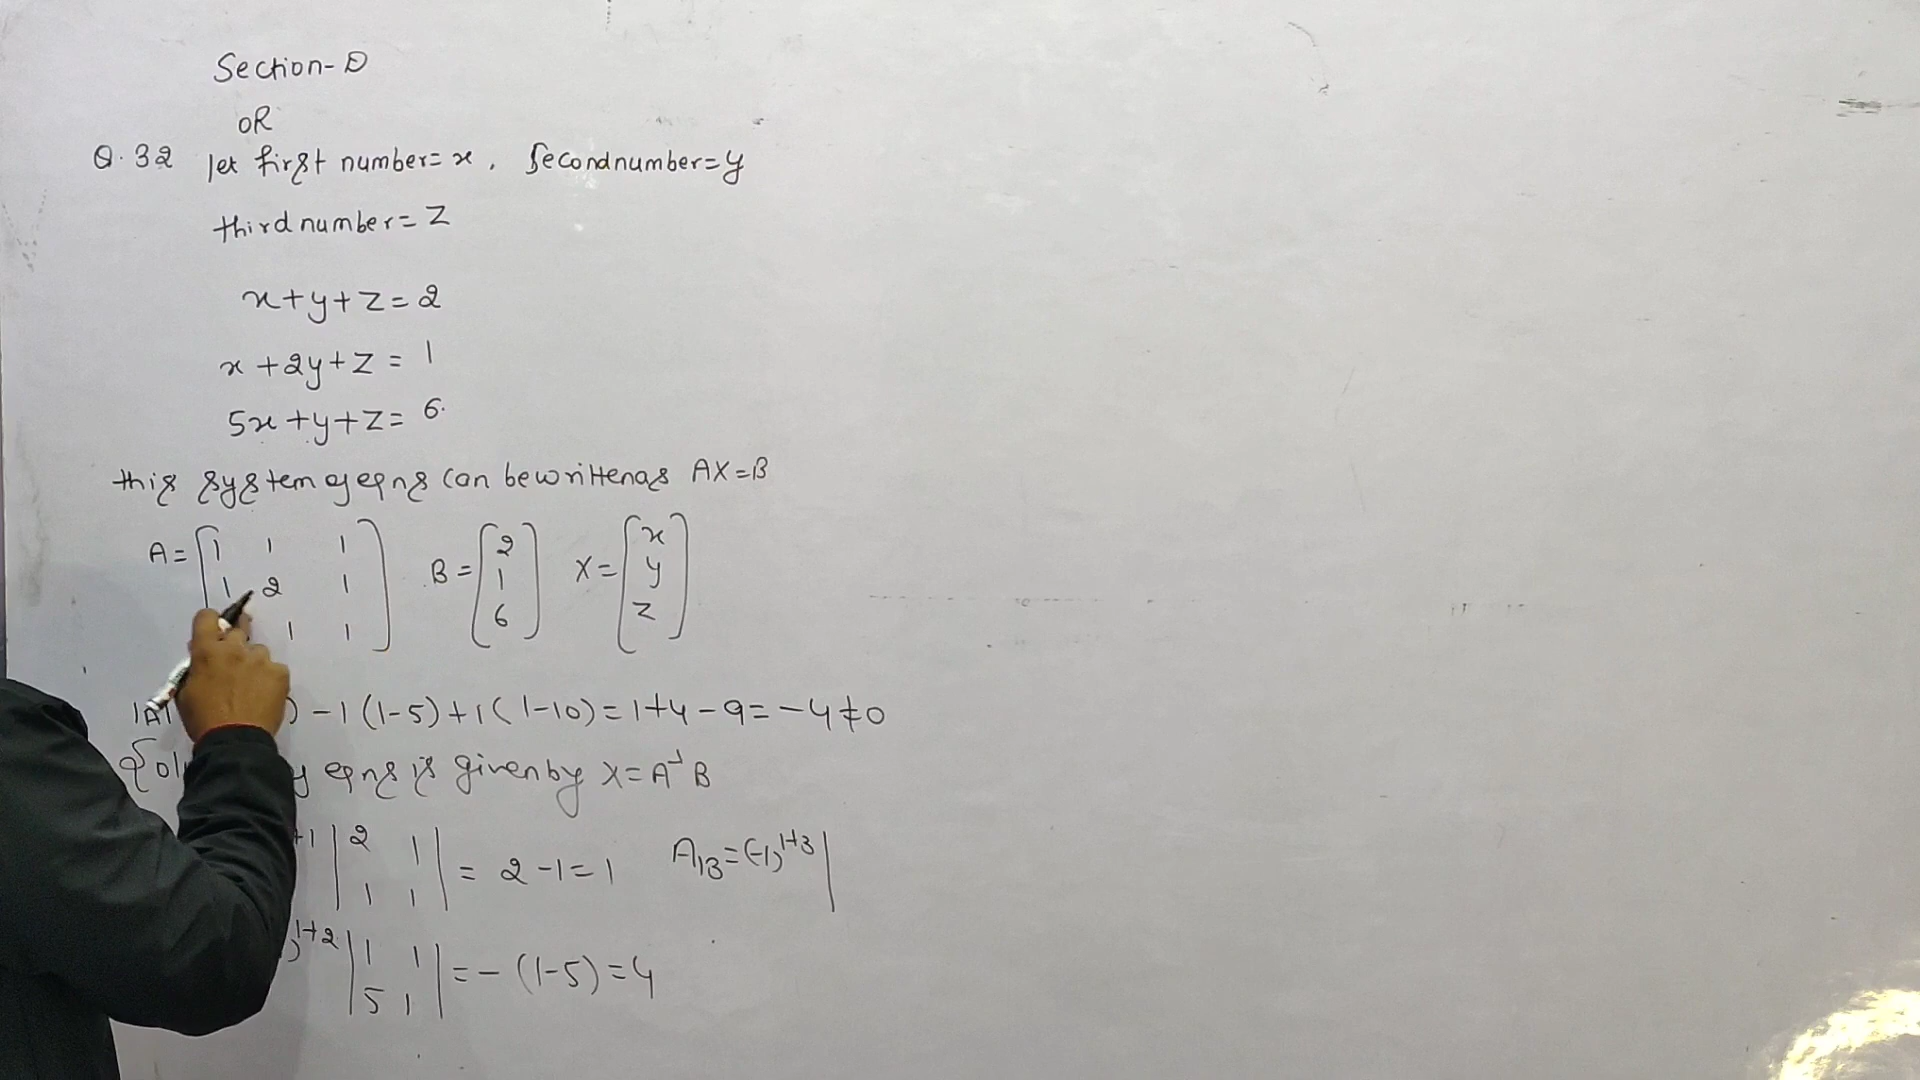 Section-D
OR
Q.32 let first number=x, Secondnumber=y
third number=Z
x+y+Z=2
x+2y+Z=1
5x+y+Z=6.
this system of eqns can be written as AX=B
A=[1 1 1 B=[2 X=[x
1 2 1 1 y
1 1] 6] Z]
|A| ) -1(1-5)+1(1-10)=1+4-9=-4≠0
eqns is given by X=A⁻¹B
+1 |2 1 =2-1=1 A13=(-1)^1+3|
1 1|
)^1+2 |1 1 =-(1-5)=4
5 1|